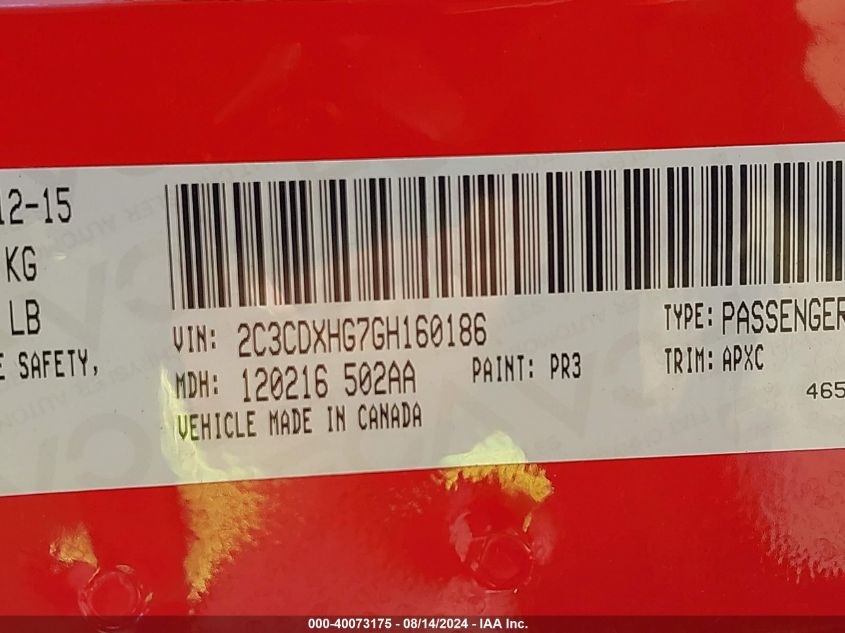 12-15
KG
LB
E SAFETY,
VIN: 2C3CDXHG7GH160186
MDH: 120216 502AA
PAINT: PR3
VEHICLE MADE IN CANADA
TYPE: PASSENGER
TRIM: APXC
465
000-40073175 - 08/14/2024 - IAA Inc.